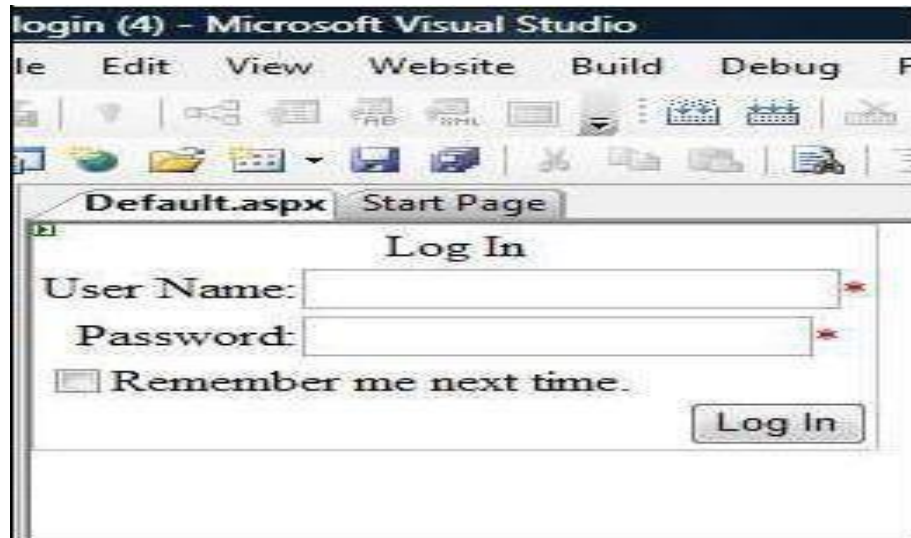 login (4) - Microsoft Visual Studio
le Edit View Website Build Debug F
Default.aspx Start Page
Log In
User Name: *
Password: *
Remember me next time.
Log In